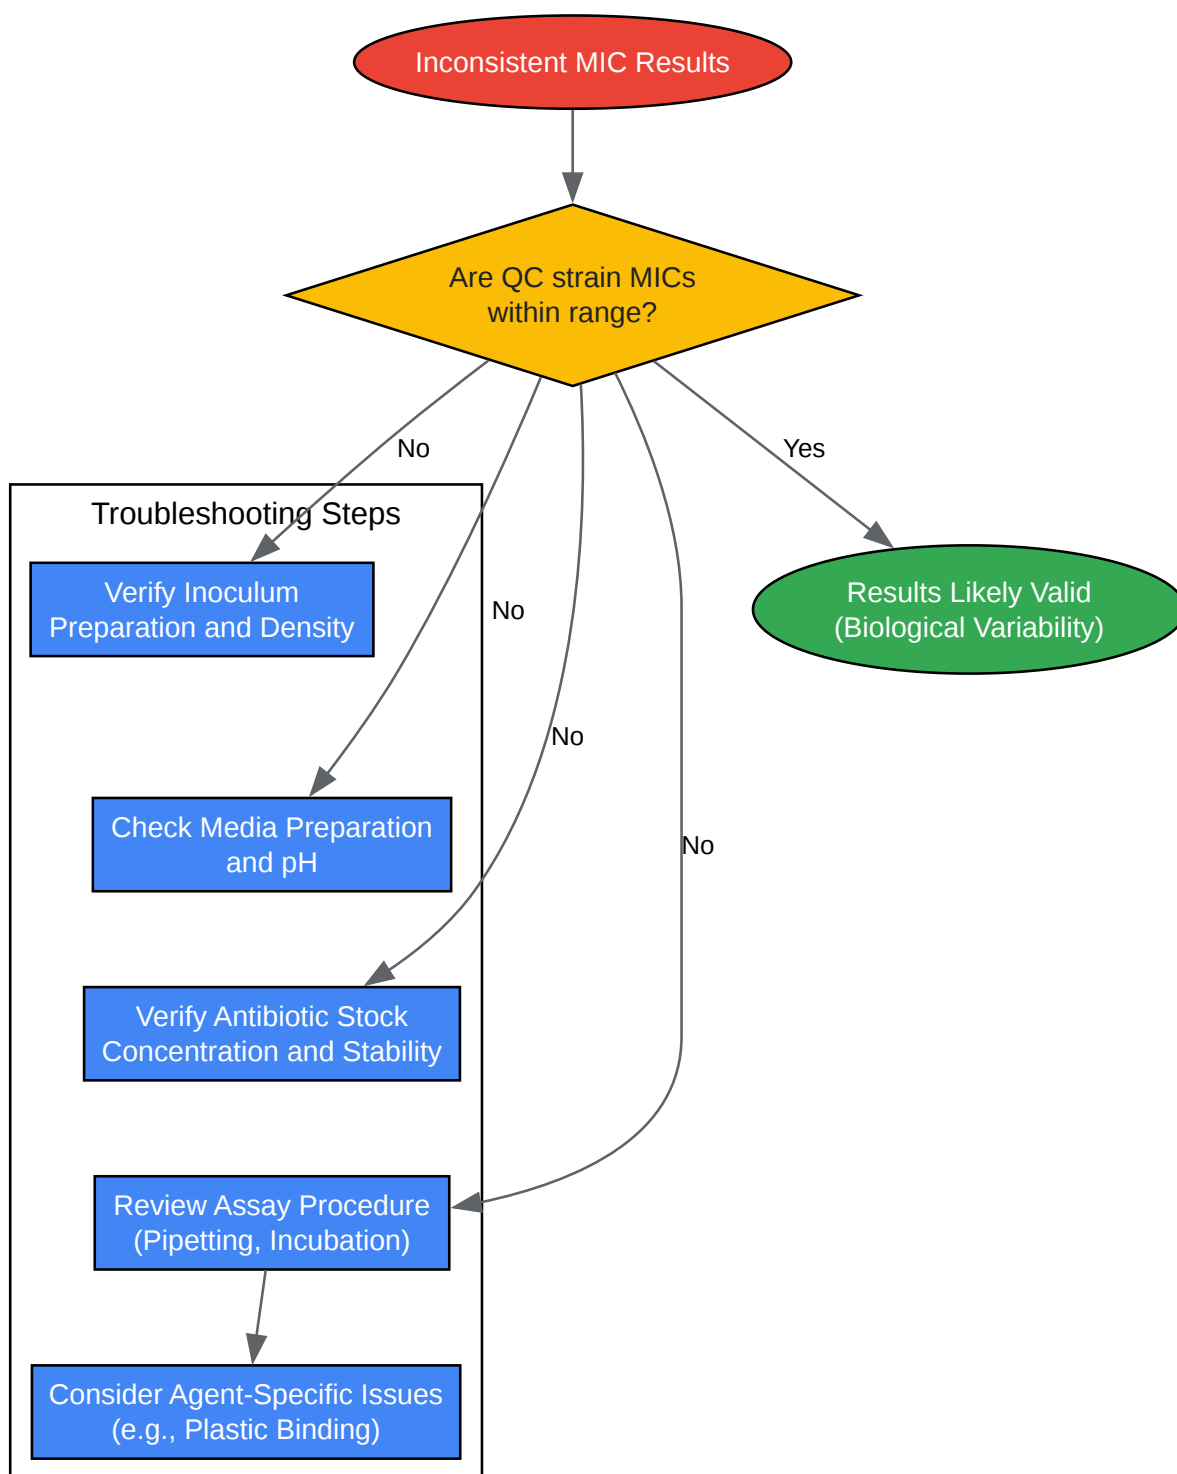 Inconsistent MIC Results
Are QC strain MICs
within range?
No
Yes
Troubleshooting Steps
Verify Inoculum
Preparation and Density
No
Results Likely Valid
(Biological Variability)
No
Check Media Preparation
and pH
No
Verify Antibiotic Stock
Concentration and Stability
Review Assay Procedure
(Pipetting, Incubation)
Consider Agent-Specific Issues
(e.g., Plastic Binding)